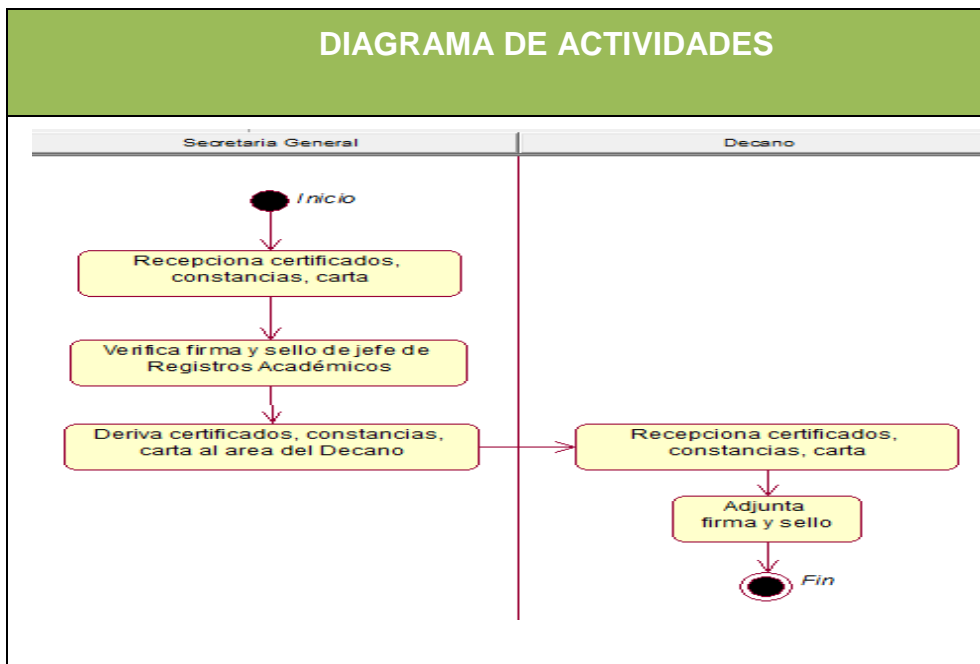 DIAGRAMA DE ACTIVIDADES
Secretaria General
Decano
Inicio
Recepciona certificados,
constancias, carta
Verifica firma y sello de jefe de
Registros Académicos
Deriva certificados, constancias,
carta al area del Decano
Recepciona certificados,
constancias, carta
Adjunta
firma y sello
Fin